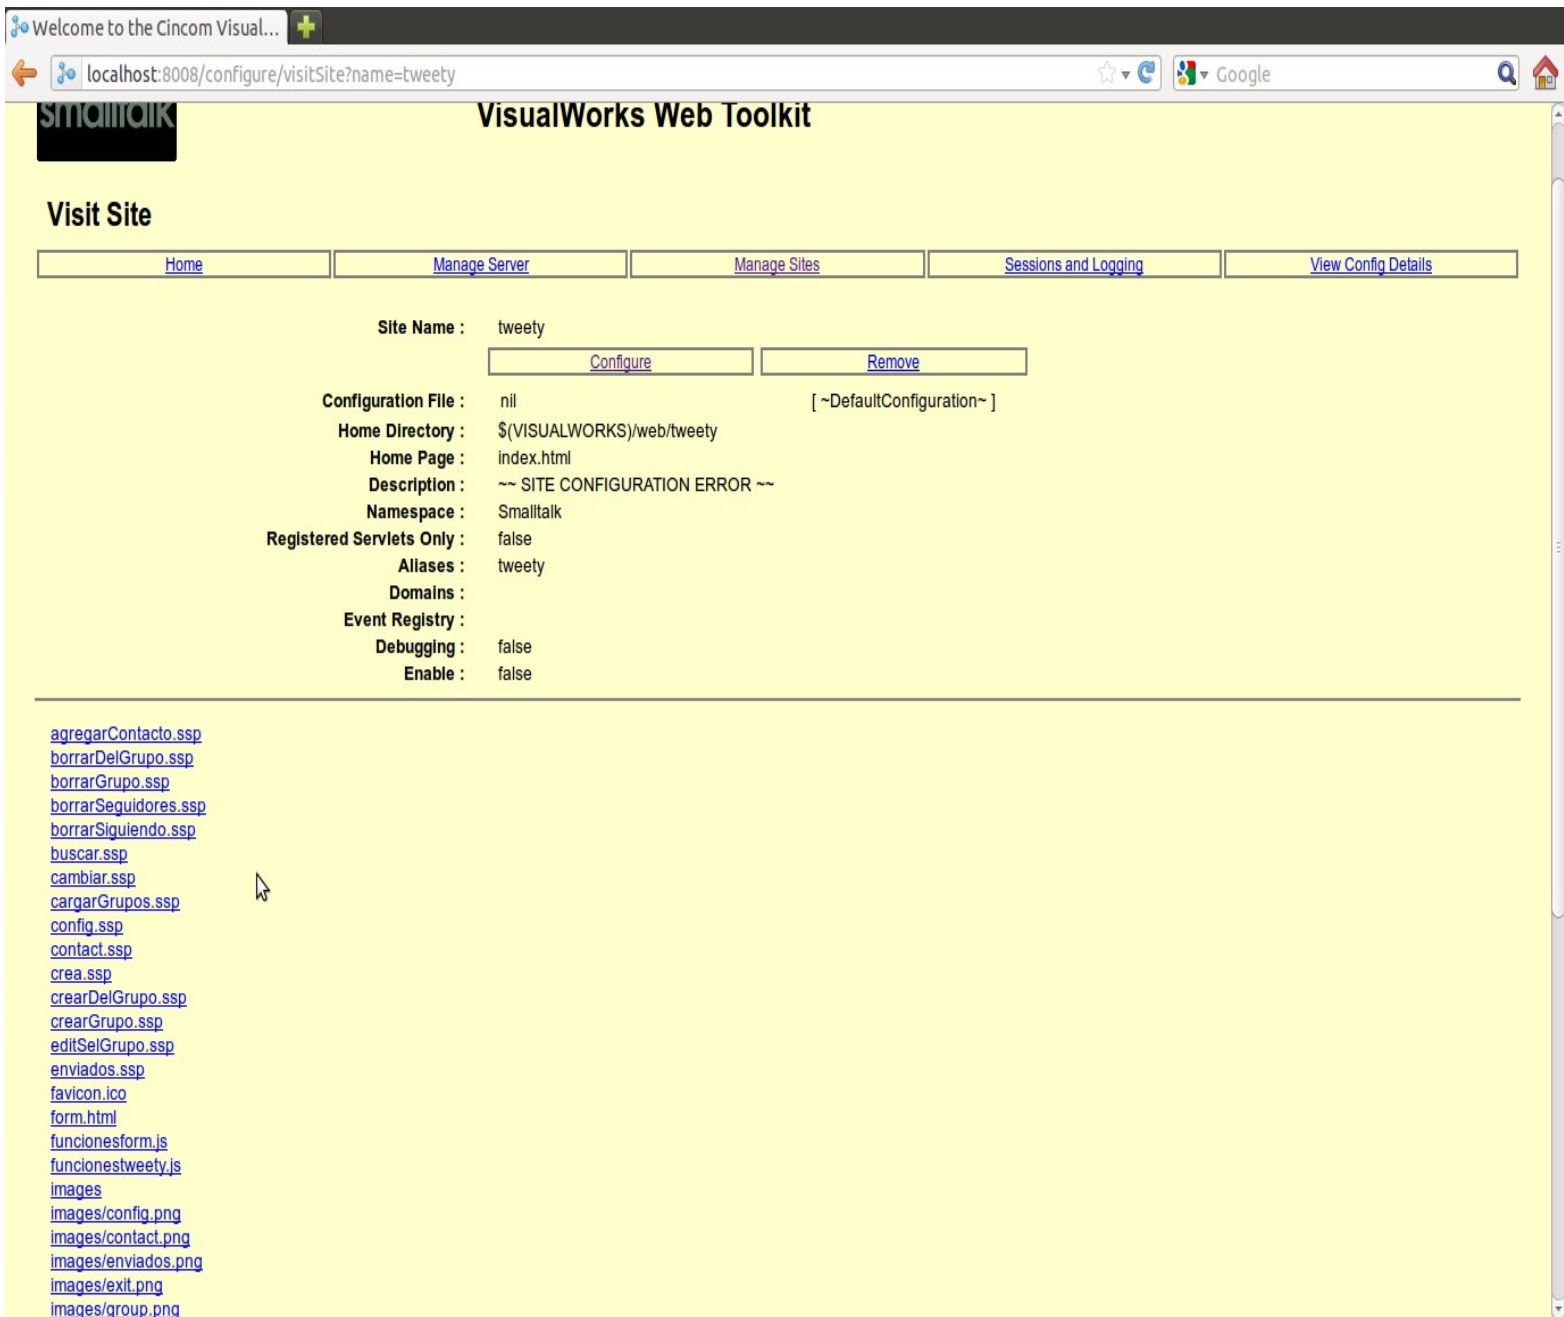 Welcome to the Cincom Visual...
localhost:8008/configure/visitSite?name=tweety
Google
smalltalk
VisualWorks Web Toolkit
Visit Site
Home Manage Server Manage Sites Sessions and Logging View Config Details
Site Name : tweety
Configure Remove
Configuration File : nil [ ~DefaultConfiguration~ ]
Home Directory : $(VISUALWORKS)/web/tweety
Home Page : index.html
Description : ~~ SITE CONFIGURATION ERROR ~~
Namespace : Smalltalk
Registered Servlets Only : false
Aliases : tweety
Domains :
Event Registry :
Debugging : false
Enable : false
agregarContacto.ssp
borrarDelGrupo.ssp
borrarGrupo.ssp
borrarSeguidores.ssp
borrarSiguiendo.ssp
buscar.ssp
cambiar.ssp
cargarGrupos.ssp
config.ssp
contact.ssp
crea.ssp
crearDelGrupo.ssp
crearGrupo.ssp
editSelGrupo.ssp
enviados.ssp
favicon.ico
form.html
funcionesform.js
funcionestweety.js
images
images/config.png
images/contact.png
images/enviados.png
images/exit.png
images/group.png